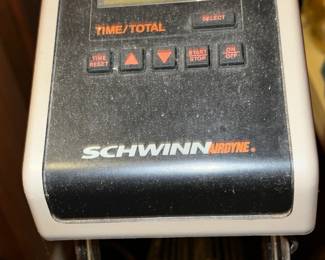 SELECT
TIME/TOTAL
TIME RESET
START STOP
ON OFF
SCHWINN AIRDYNE®